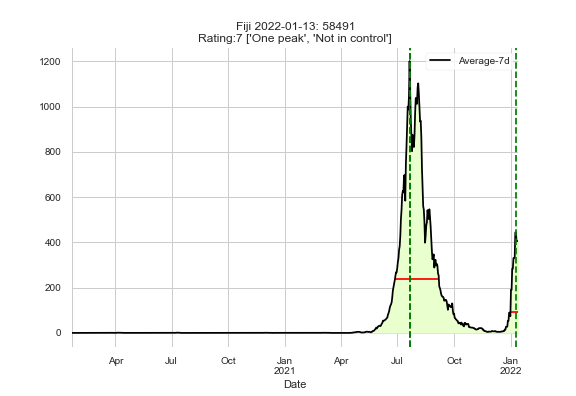 Fiji 2022-01-13: 58491
Rating:7 ['One peak', 'Not in control']
Average-7d
1200
1000
800
600
400
200
0
Apr Jul Oct Jan Apr Jul Oct Jan
2021 2022
Date